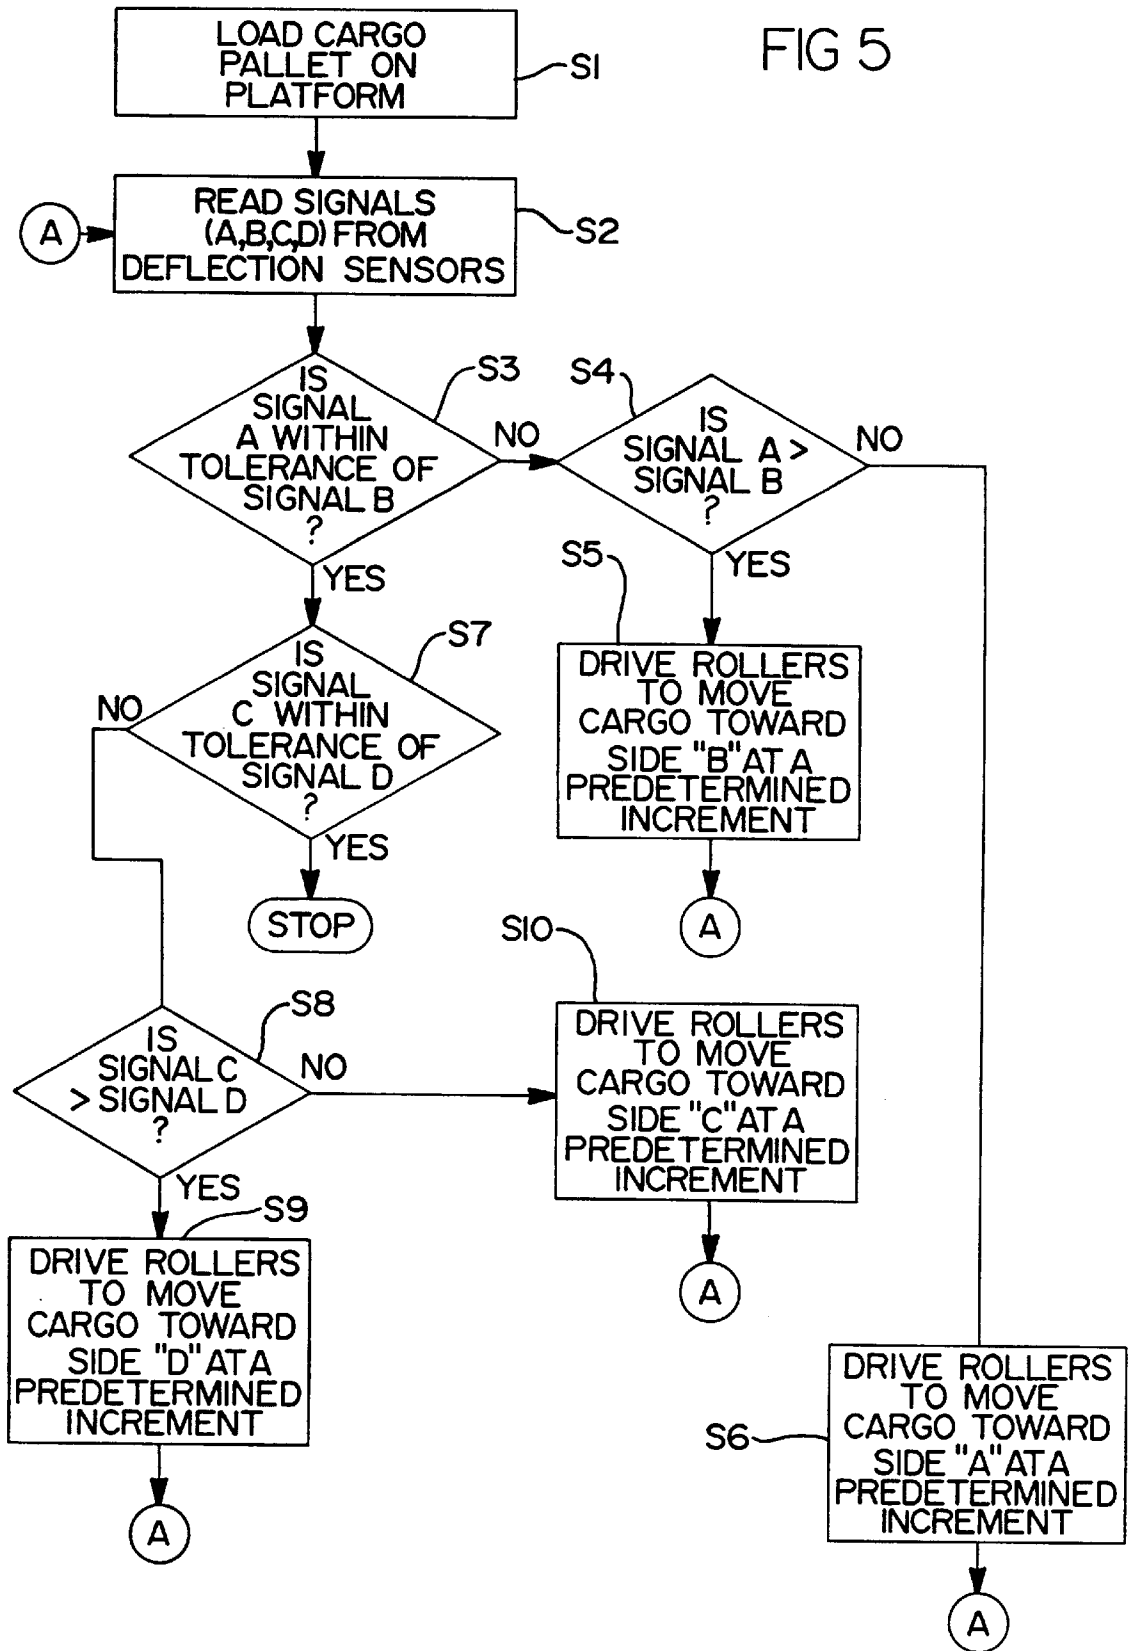 FIG 5
LOAD CARGO
PALLET ON
PLATFORM
S1
A
READ SIGNALS
(A,B,C,D) FROM
DEFLECTION SENSORS
S2
IS
SIGNAL
A WITHIN
TOLERANCE OF
SIGNAL B
?
S3
NO
YES
S4
IS
SIGNAL A >
SIGNAL B
?
NO
YES
S5
DRIVE ROLLERS
TO MOVE
CARGO TOWARD
SIDE "B" AT A
PREDETERMINED
INCREMENT
A
S7
IS
SIGNAL
C WITHIN
TOLERANCE OF
SIGNAL D
?
NO
YES
STOP
S8
IS
SIGNAL C
> SIGNAL D
?
NO
YES
S10
DRIVE ROLLERS
TO MOVE
CARGO TOWARD
SIDE "C" AT A
PREDETERMINED
INCREMENT
A
S9
DRIVE ROLLERS
TO MOVE
CARGO TOWARD
SIDE "D" AT A
PREDETERMINED
INCREMENT
A
S6
DRIVE ROLLERS
TO MOVE
CARGO TOWARD
SIDE "A" AT A
PREDETERMINED
INCREMENT
A